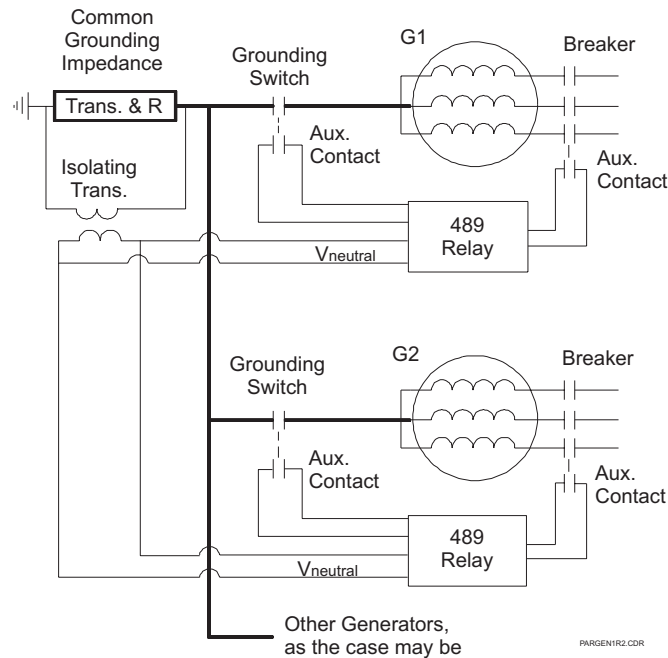 Common
Grounding
Impedance
Trans. & R
Isolating
Trans.
Grounding
Switch
Aux.
Contact
G1
Breaker
Aux.
Contact
489
Relay
Vneutral
Grounding
Switch
Aux.
Contact
G2
Breaker
Aux.
Contact
489
Relay
Vneutral
Other Generators,
as the case may be
PARGEN1R2.CDR